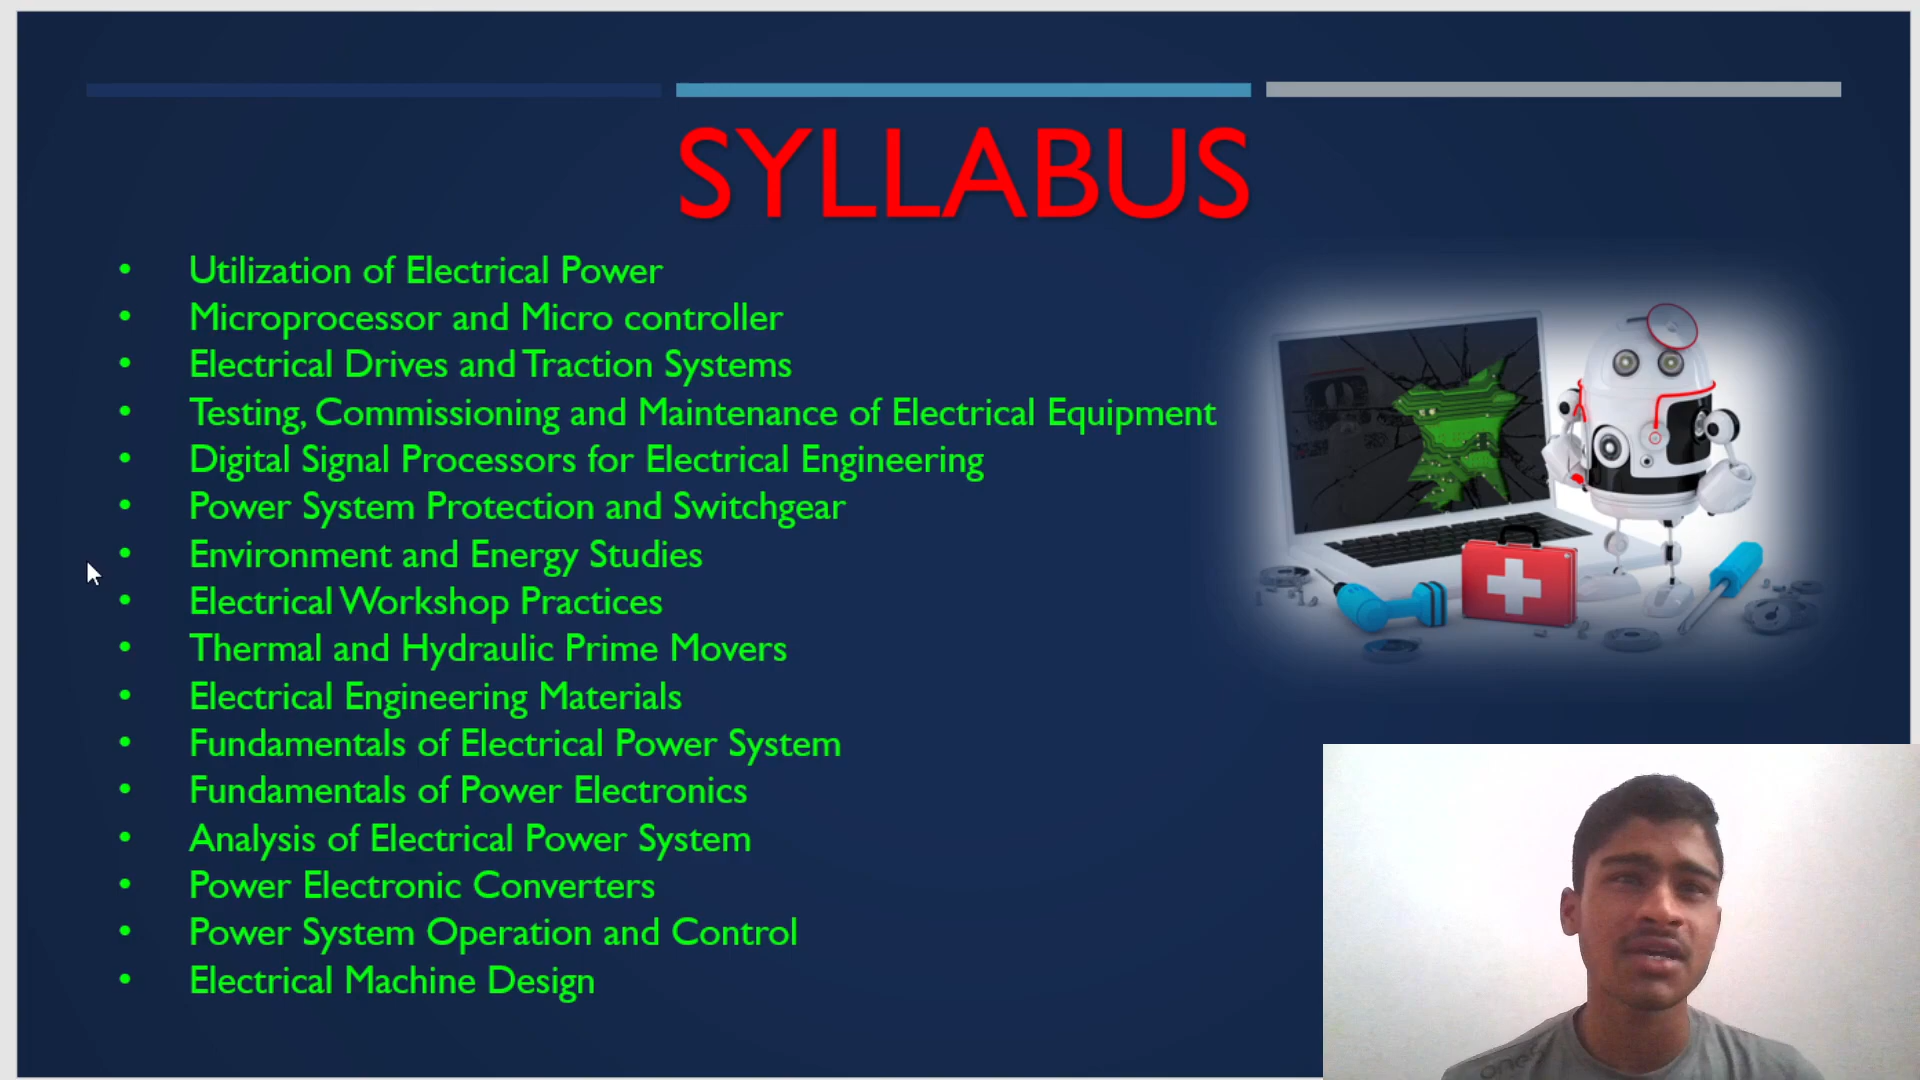 SYLLABUS
• Utilization of Electrical Power
• Microprocessor and Micro controller
• Electrical Drives and Traction Systems
• Testing, Commissioning and Maintenance of Electrical Equipment
• Digital Signal Processors for Electrical Engineering
• Power System Protection and Switchgear
• Environment and Energy Studies
• Electrical Workshop Practices
• Thermal and Hydraulic Prime Movers
• Electrical Engineering Materials
• Fundamentals of Electrical Power System
• Fundamentals of Power Electronics
• Analysis of Electrical Power System
• Power Electronic Converters
• Power System Operation and Control
• Electrical Machine Design